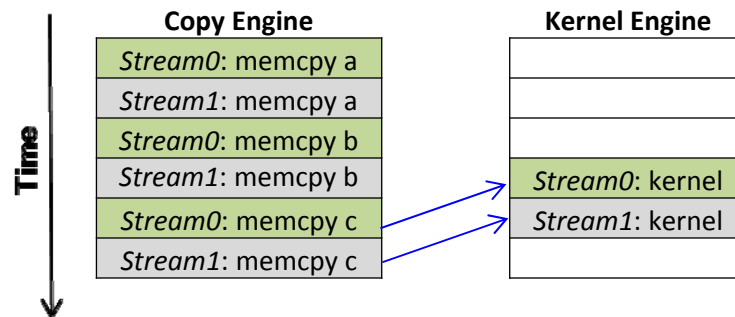 Copy Engine
Kernel Engine
Time
Stream0: memcpy a
Stream1: memcpy a
Stream0: memcpy b
Stream1: memcpy b
Stream0: kernel
Stream0: memcpy c
Stream1: kernel
Stream1: memcpy c